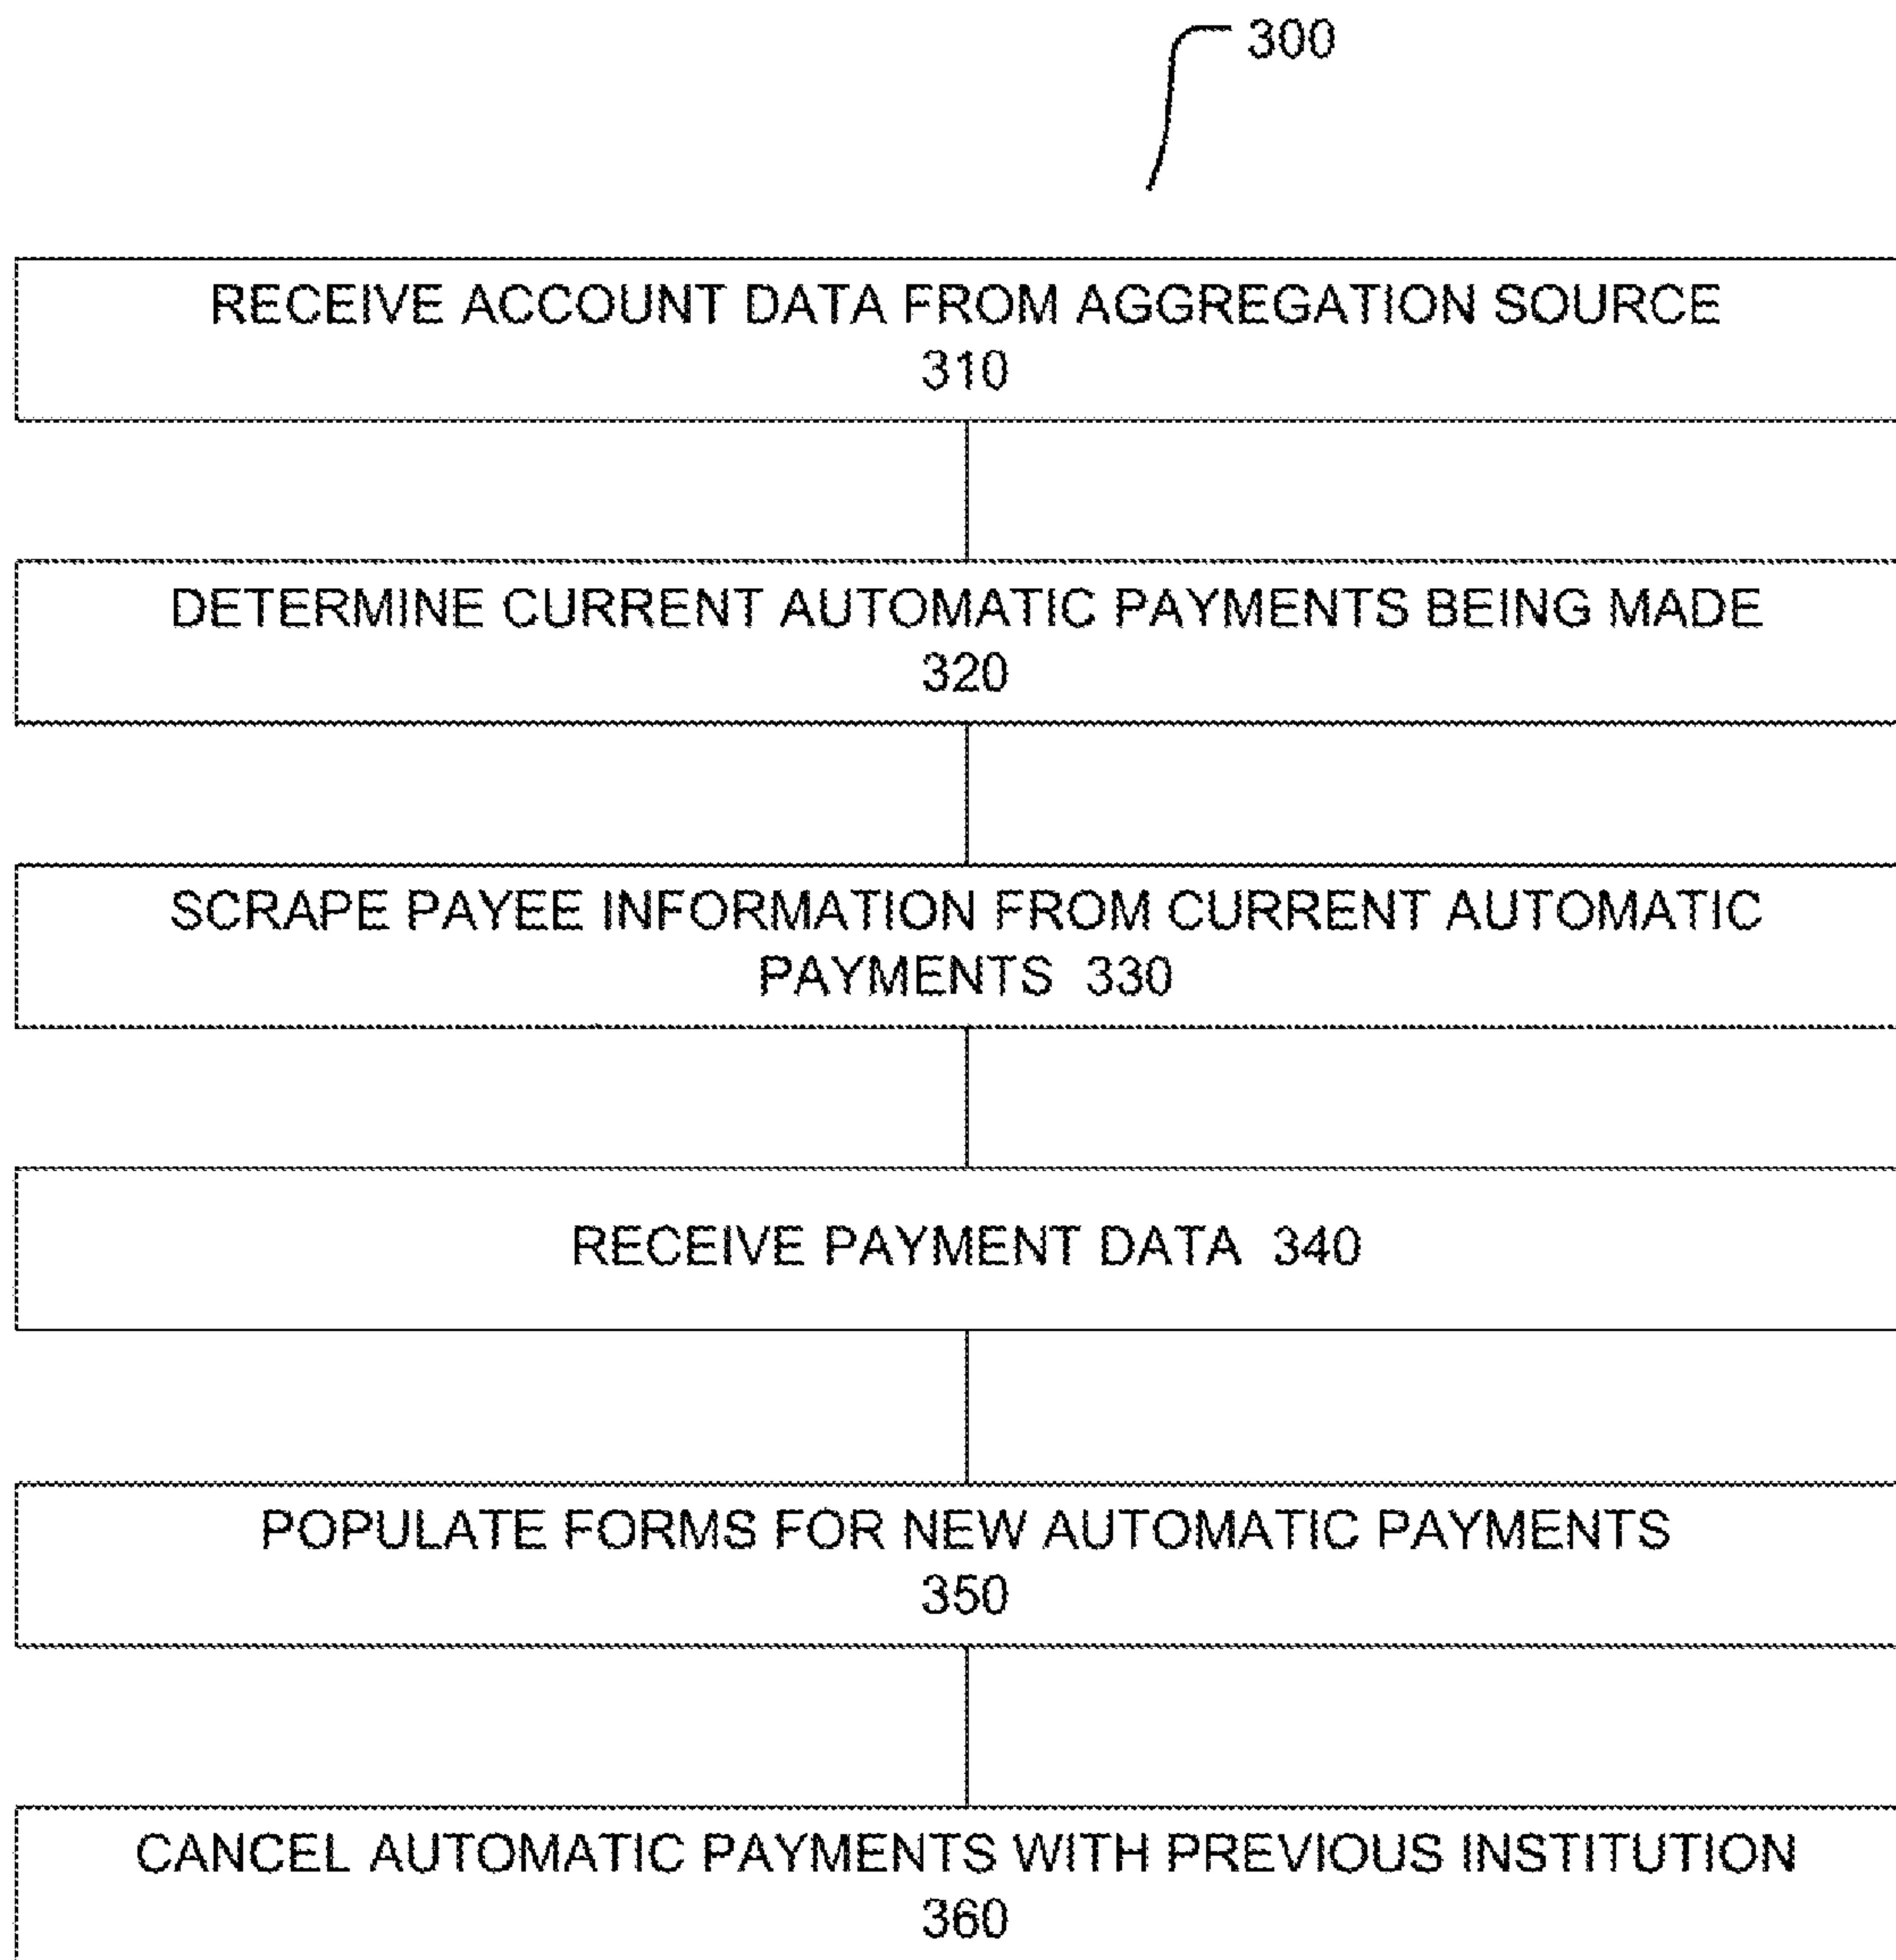 300
RECEIVE ACCOUNT DATA FROM AGGREGATION SOURCE
310
DETERMINE CURRENT AUTOMATIC PAYMENTS BEING MADE
320
SCRAPE PAYEE INFORMATION FROM CURRENT AUTOMATIC
PAYMENTS 330
RECEIVE PAYMENT DATA 340
POPULATE FORMS FOR NEW AUTOMATIC PAYMENTS
350
CANCEL AUTOMATIC PAYMENTS WITH PREVIOUS INSTITUTION
360